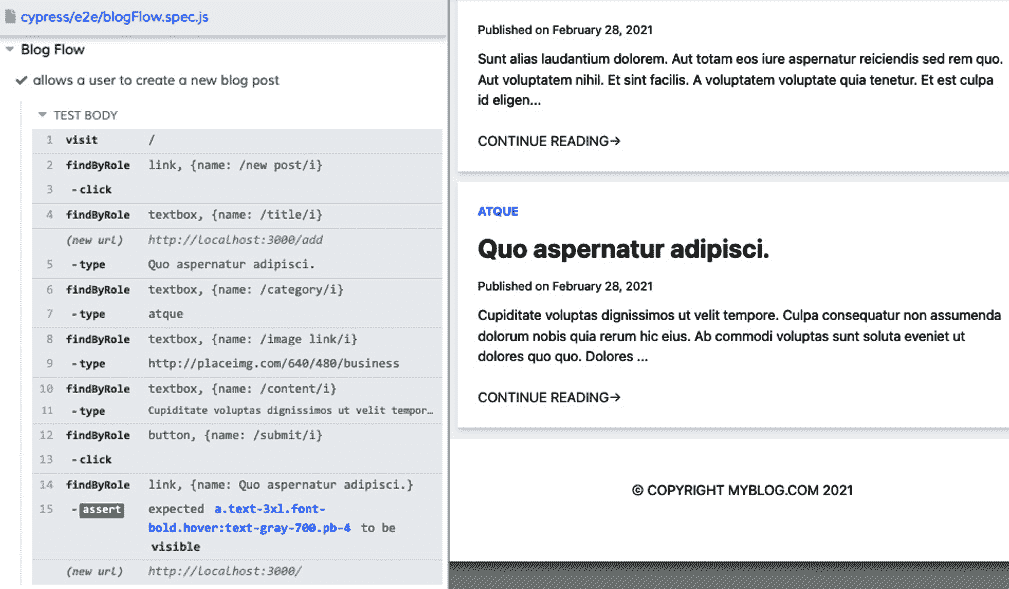 cypress/e2e/blogFlow.spec.js
Blog Flow
allows a user to create a new blog post
TEST BODY
1 visit /
2 findByRole link, {name: /new post/i}
3 -click
4 findByRole textbox, {name: /title/i}
(new url) http://localhost:3000/add
5 -type Quo aspernatur adipisci.
6 findByRole textbox, {name: /category/i}
7 -type atque
8 findByRole textbox, {name: /image link/i}
9 -type http://placeimg.com/640/480/business
10 findByRole textbox, {name: /content/i}
11 -type Cupiditate voluptas dignissimos ut velit tempor…
12 findByRole button, {name: /submit/i}
13 -click
14 findByRole link, {name: Quo aspernatur adipisci.}
15 -assert expected a.text-3xl.font-
bold.hover:text-gray-700.pb-4 to be
visible
(new url) http://localhost:3000/
Published on February 28, 2021
Sunt alias laudantium dolorem. Aut totam eos iure aspernatur reiciendis sed rem quo.
Aut voluptatem nihil. Et sint facilis. A voluptatem voluptate quia tenetur. Et est culpa
id eligen...
CONTINUE READING→
ATQUE
Quo aspernatur adipisci.
Published on February 28, 2021
Cupiditate voluptas dignissimos ut velit tempore. Culpa consequatur non assumenda
dolorum nobis quia rerum hic eius. Ab commodi voluptas sunt soluta eveniet ut
dolores quo quo. Dolores ...
CONTINUE READING→
© COPYRIGHT MYBLOG.COM 2021